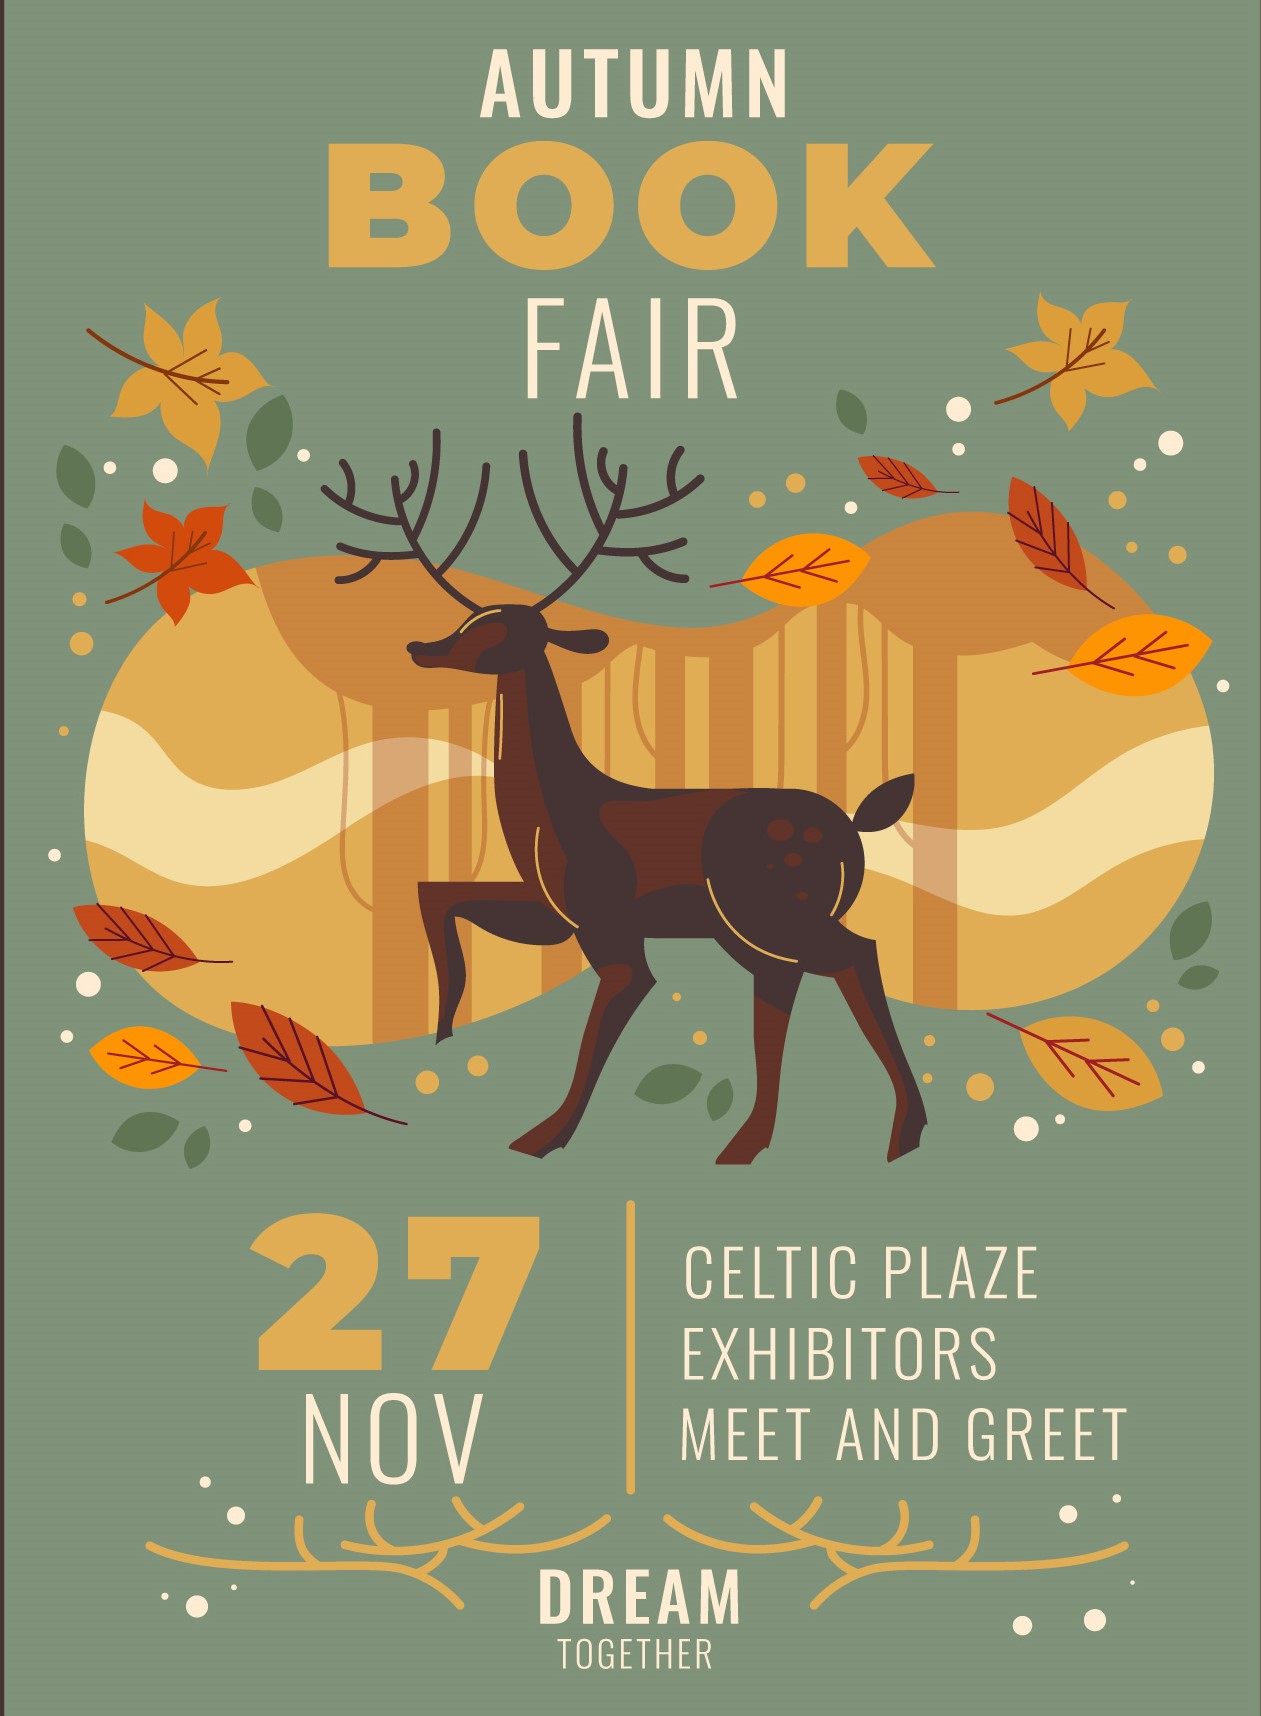 AUTUMN
BOOK
FAIR
27
NOV
CELTIC PLAZE
EXHIBITORS
MEET AND GREET
DREAM
TOGETHER